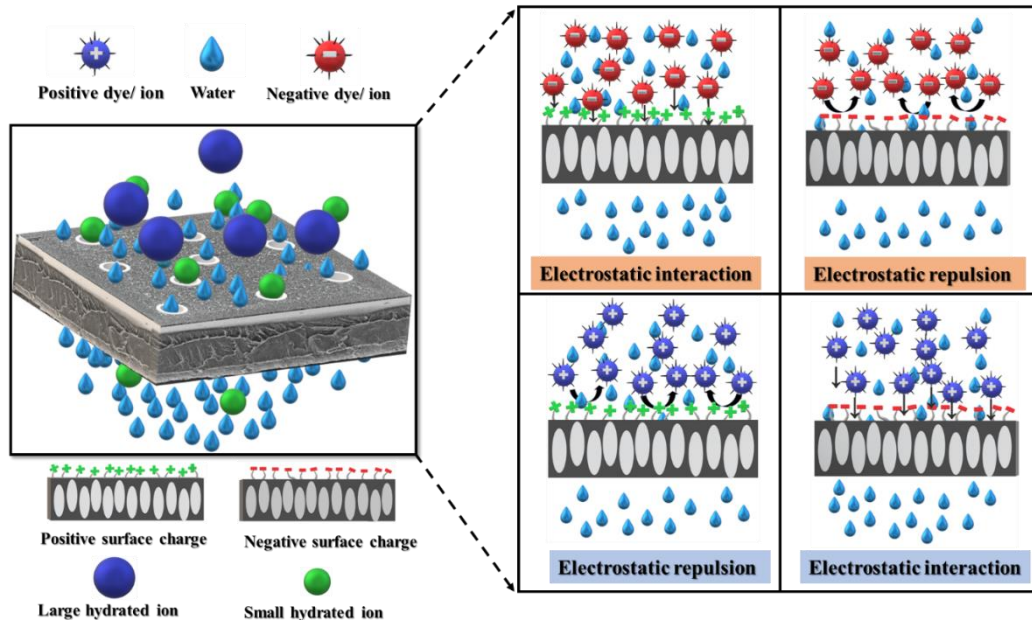 Positive dye/ ion
Water
Negative dye/ ion
Positive surface charge
Negative surface charge
Large hydrated ion
Small hydrated ion
Electrostatic interaction
Electrostatic repulsion
Electrostatic repulsion
Electrostatic interaction